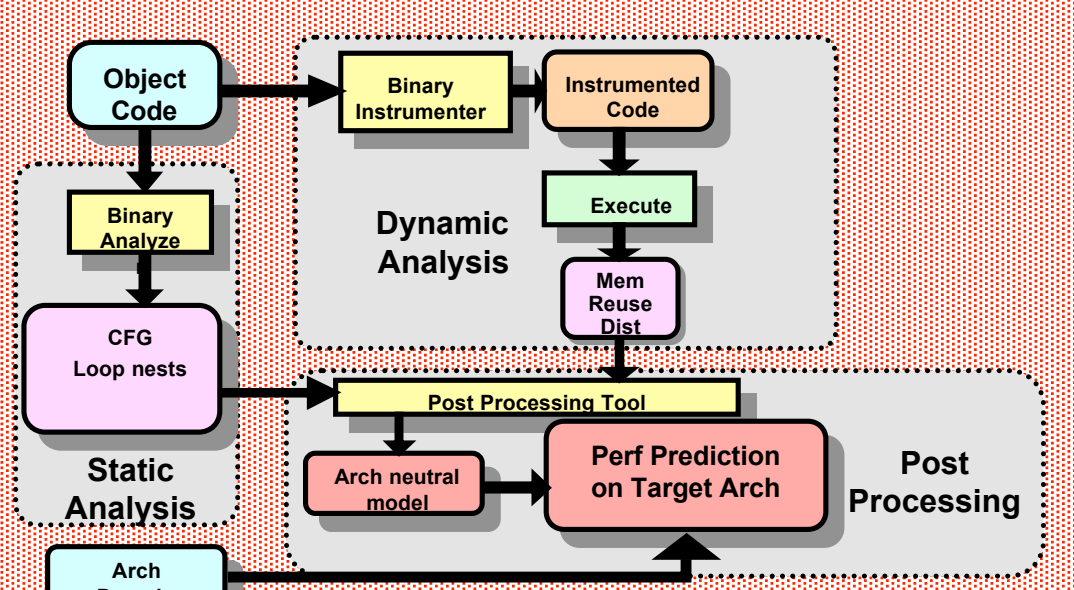 Object
Code
Binary
Instrumenter
Instrumented
Code
Execute
Dynamic
Analysis
Mem
Reuse
Dist
Binary
Analyze
CFG
Loop nests
Static
Analysis
Post Processing Tool
Arch neutral
model
Perf Prediction
on Target Arch
Post
Processing
Arch